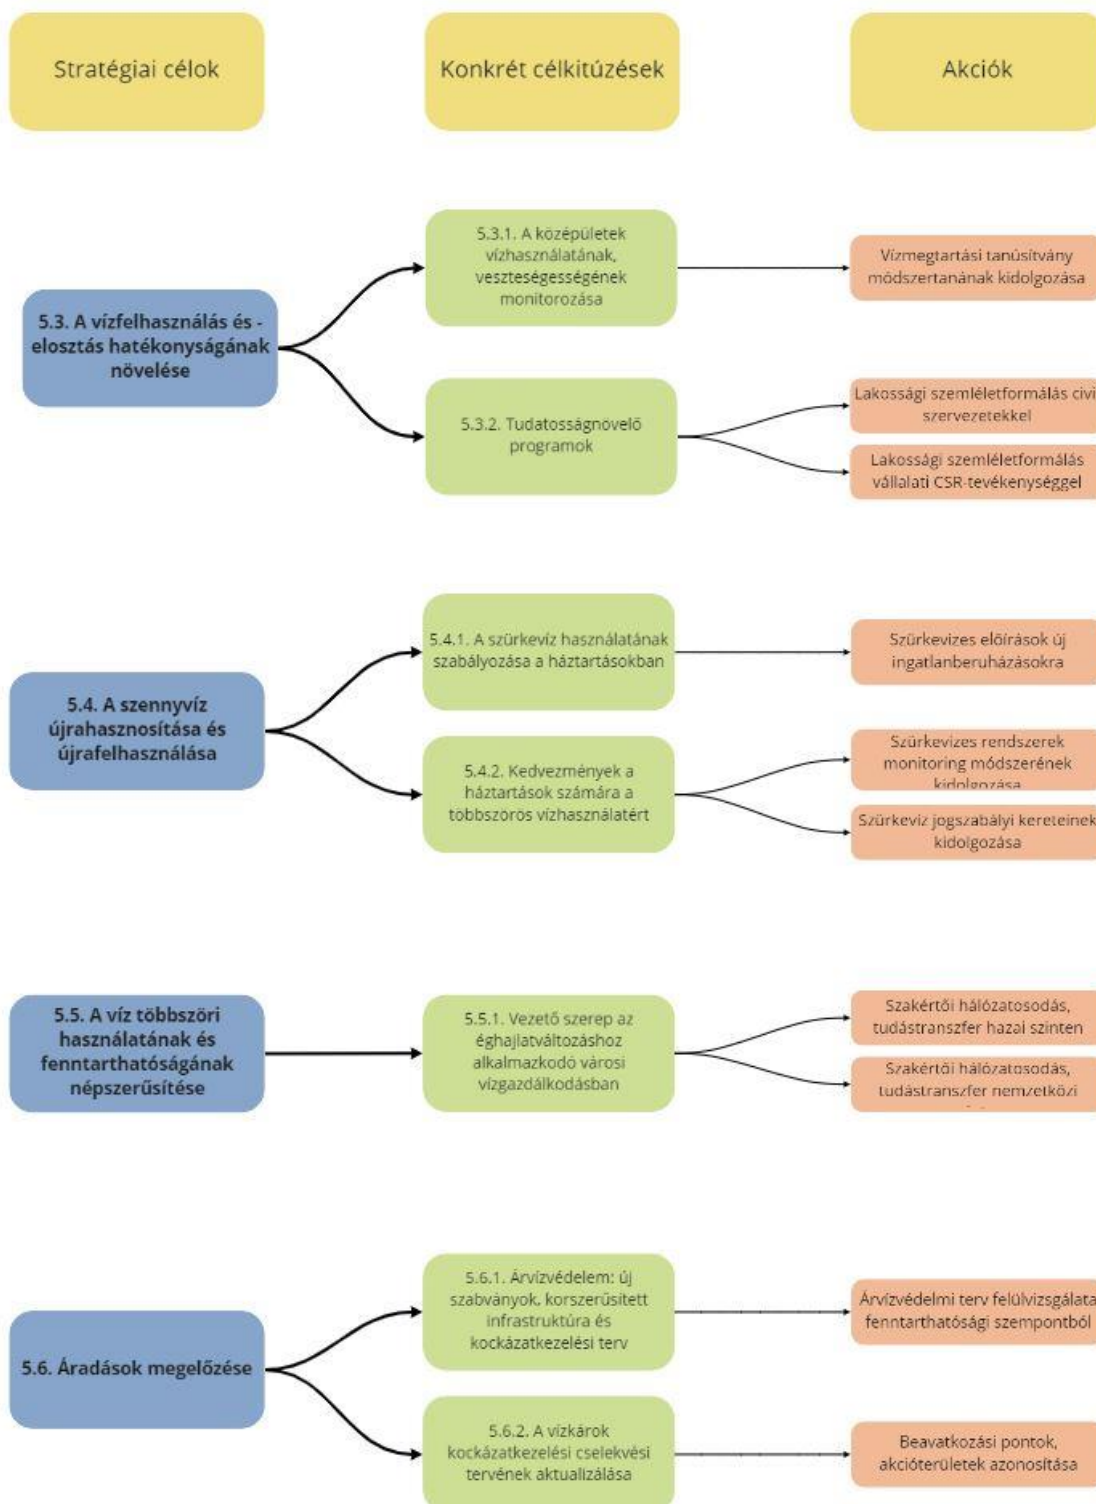 Stratégiai célok
Konkrét célkitűzések
Akciók
5.3. A vízfelhasználás és -
elosztás hatékonyságának
növelése
5.3.1. A középületek
vízhasználatának,
veszteségességének
monitorozása
Vízmegtartási tanúsítvány
módszertanának kidolgozása
5.3.2. Tudatosságnövelő
programok
Lakossági szemléletformálás civi
szervezetekkel
Lakossági szemléletformálás
vállalati CSR-tevékenységgel
5.4. A szennyvíz
újrahasznosítása és
újrafelhasználása
5.4.1. A szürkevíz használatának
szabályozása a háztartásokban
Szürkevizes előírások új
ingatlanberuházásokra
5.4.2. Kedvezmények a
háztartások számára a
többszörös vízhasználatért
Szürkevizes rendszerek
monitoring módszerének
kidolgozása
Szürkevíz jogszabályi kereteinek
kidolgozása
5.5. A víz többszöri
használatának és
fenntarthatóságának
népszerűsítése
5.5.1. Vezető szerep az
éghajlatváltozáshoz
alkalmazkodó városi
vízgazdálkodásban
Szakértői hálózatosodás,
tudástranszfer hazai szinten
Szakértői hálózatosodás,
tudástranszfer nemzetközi
5.6. Áradások megelőzése
5.6.1. Árvízvédelem: új
szabványok, korszerűsített
infrastruktúra és
kockázatkezelési terv
Árvízvédelmi terv felülvizsgálata
fenntarthatósági szempontból
5.6.2. A vízkárok
kockázatkezelési cselekvési
tervének aktualizálása
Beavatkozási pontok,
akcióterületek azonosítása